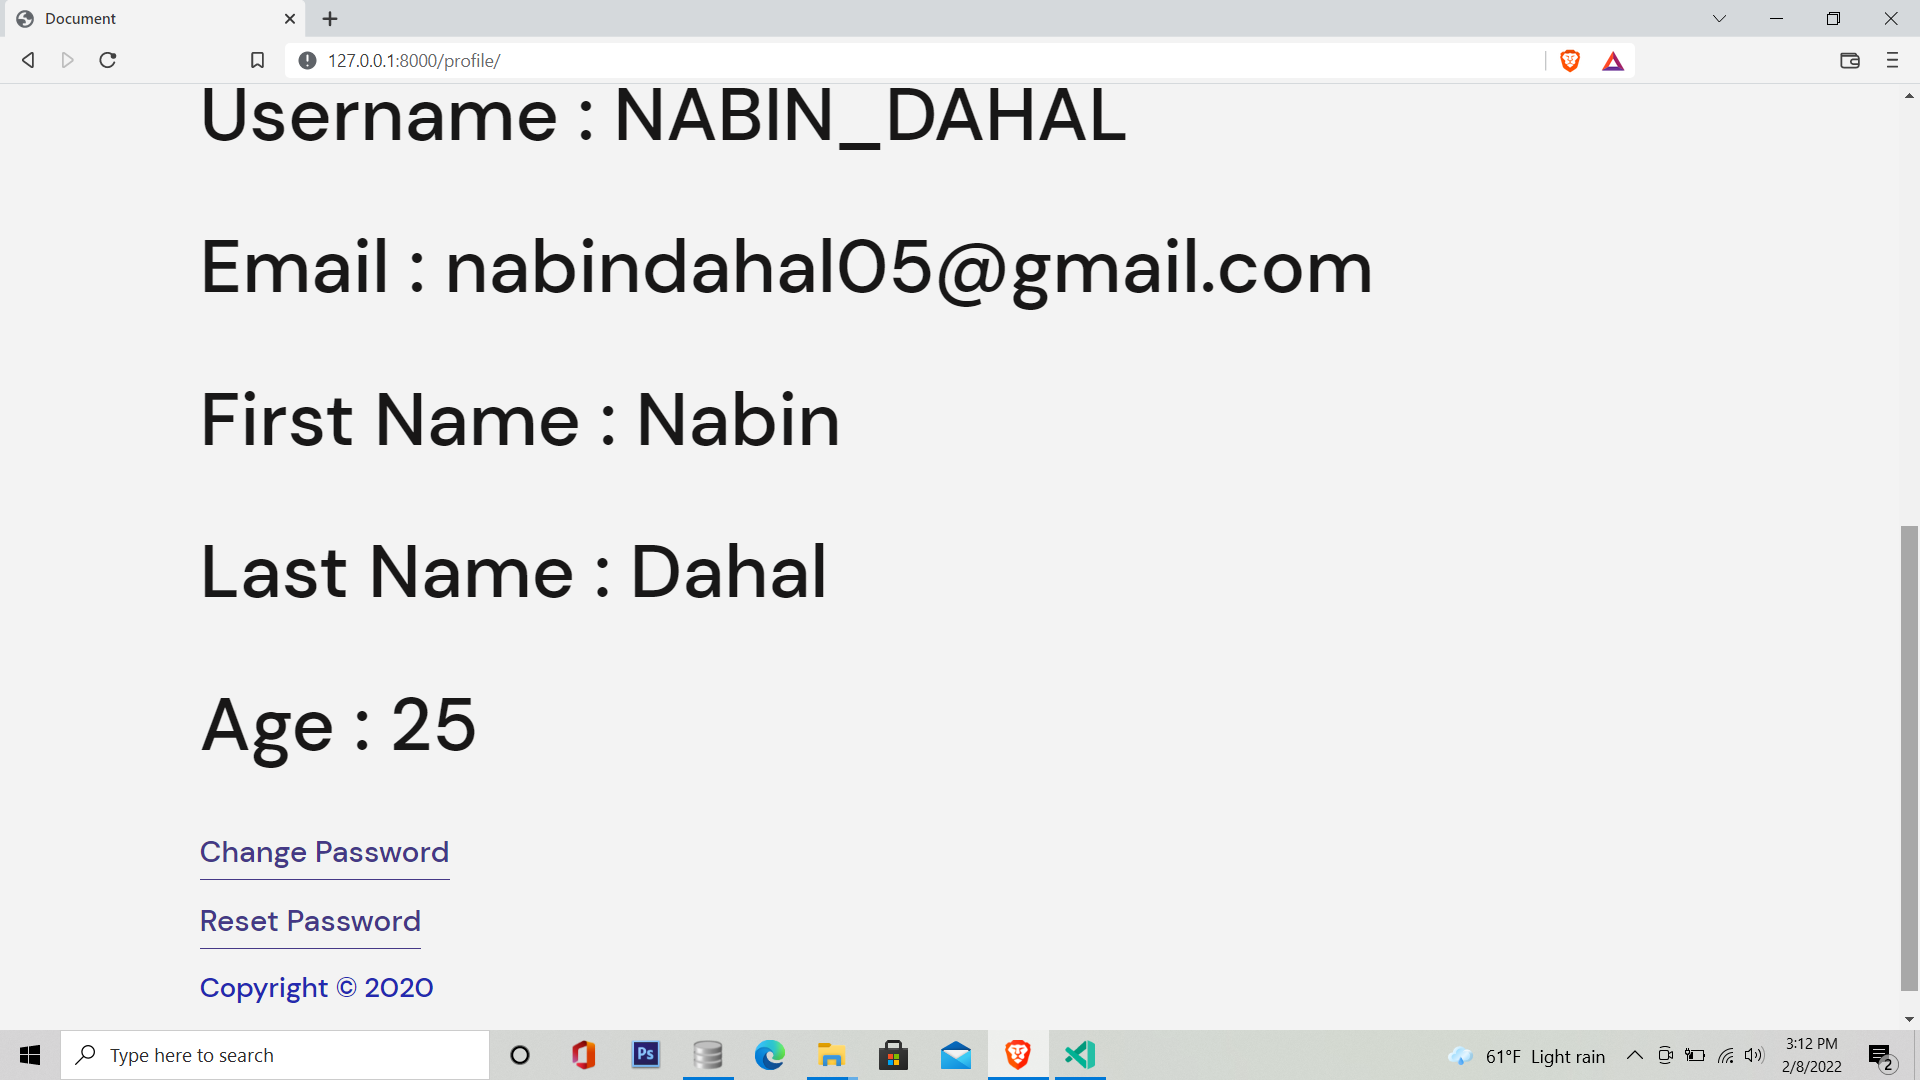 Document
127.0.0.1:8000/profile/
Username : NABIN_DAHAL
Email : nabindahal05@gmail.com
First Name : Nabin
Last Name : Dahal
Age : 25
Change Password
Reset Password
Copyright © 2020
Type here to search
Ps
61°F Light rain
3:12 PM
2/8/2022
2